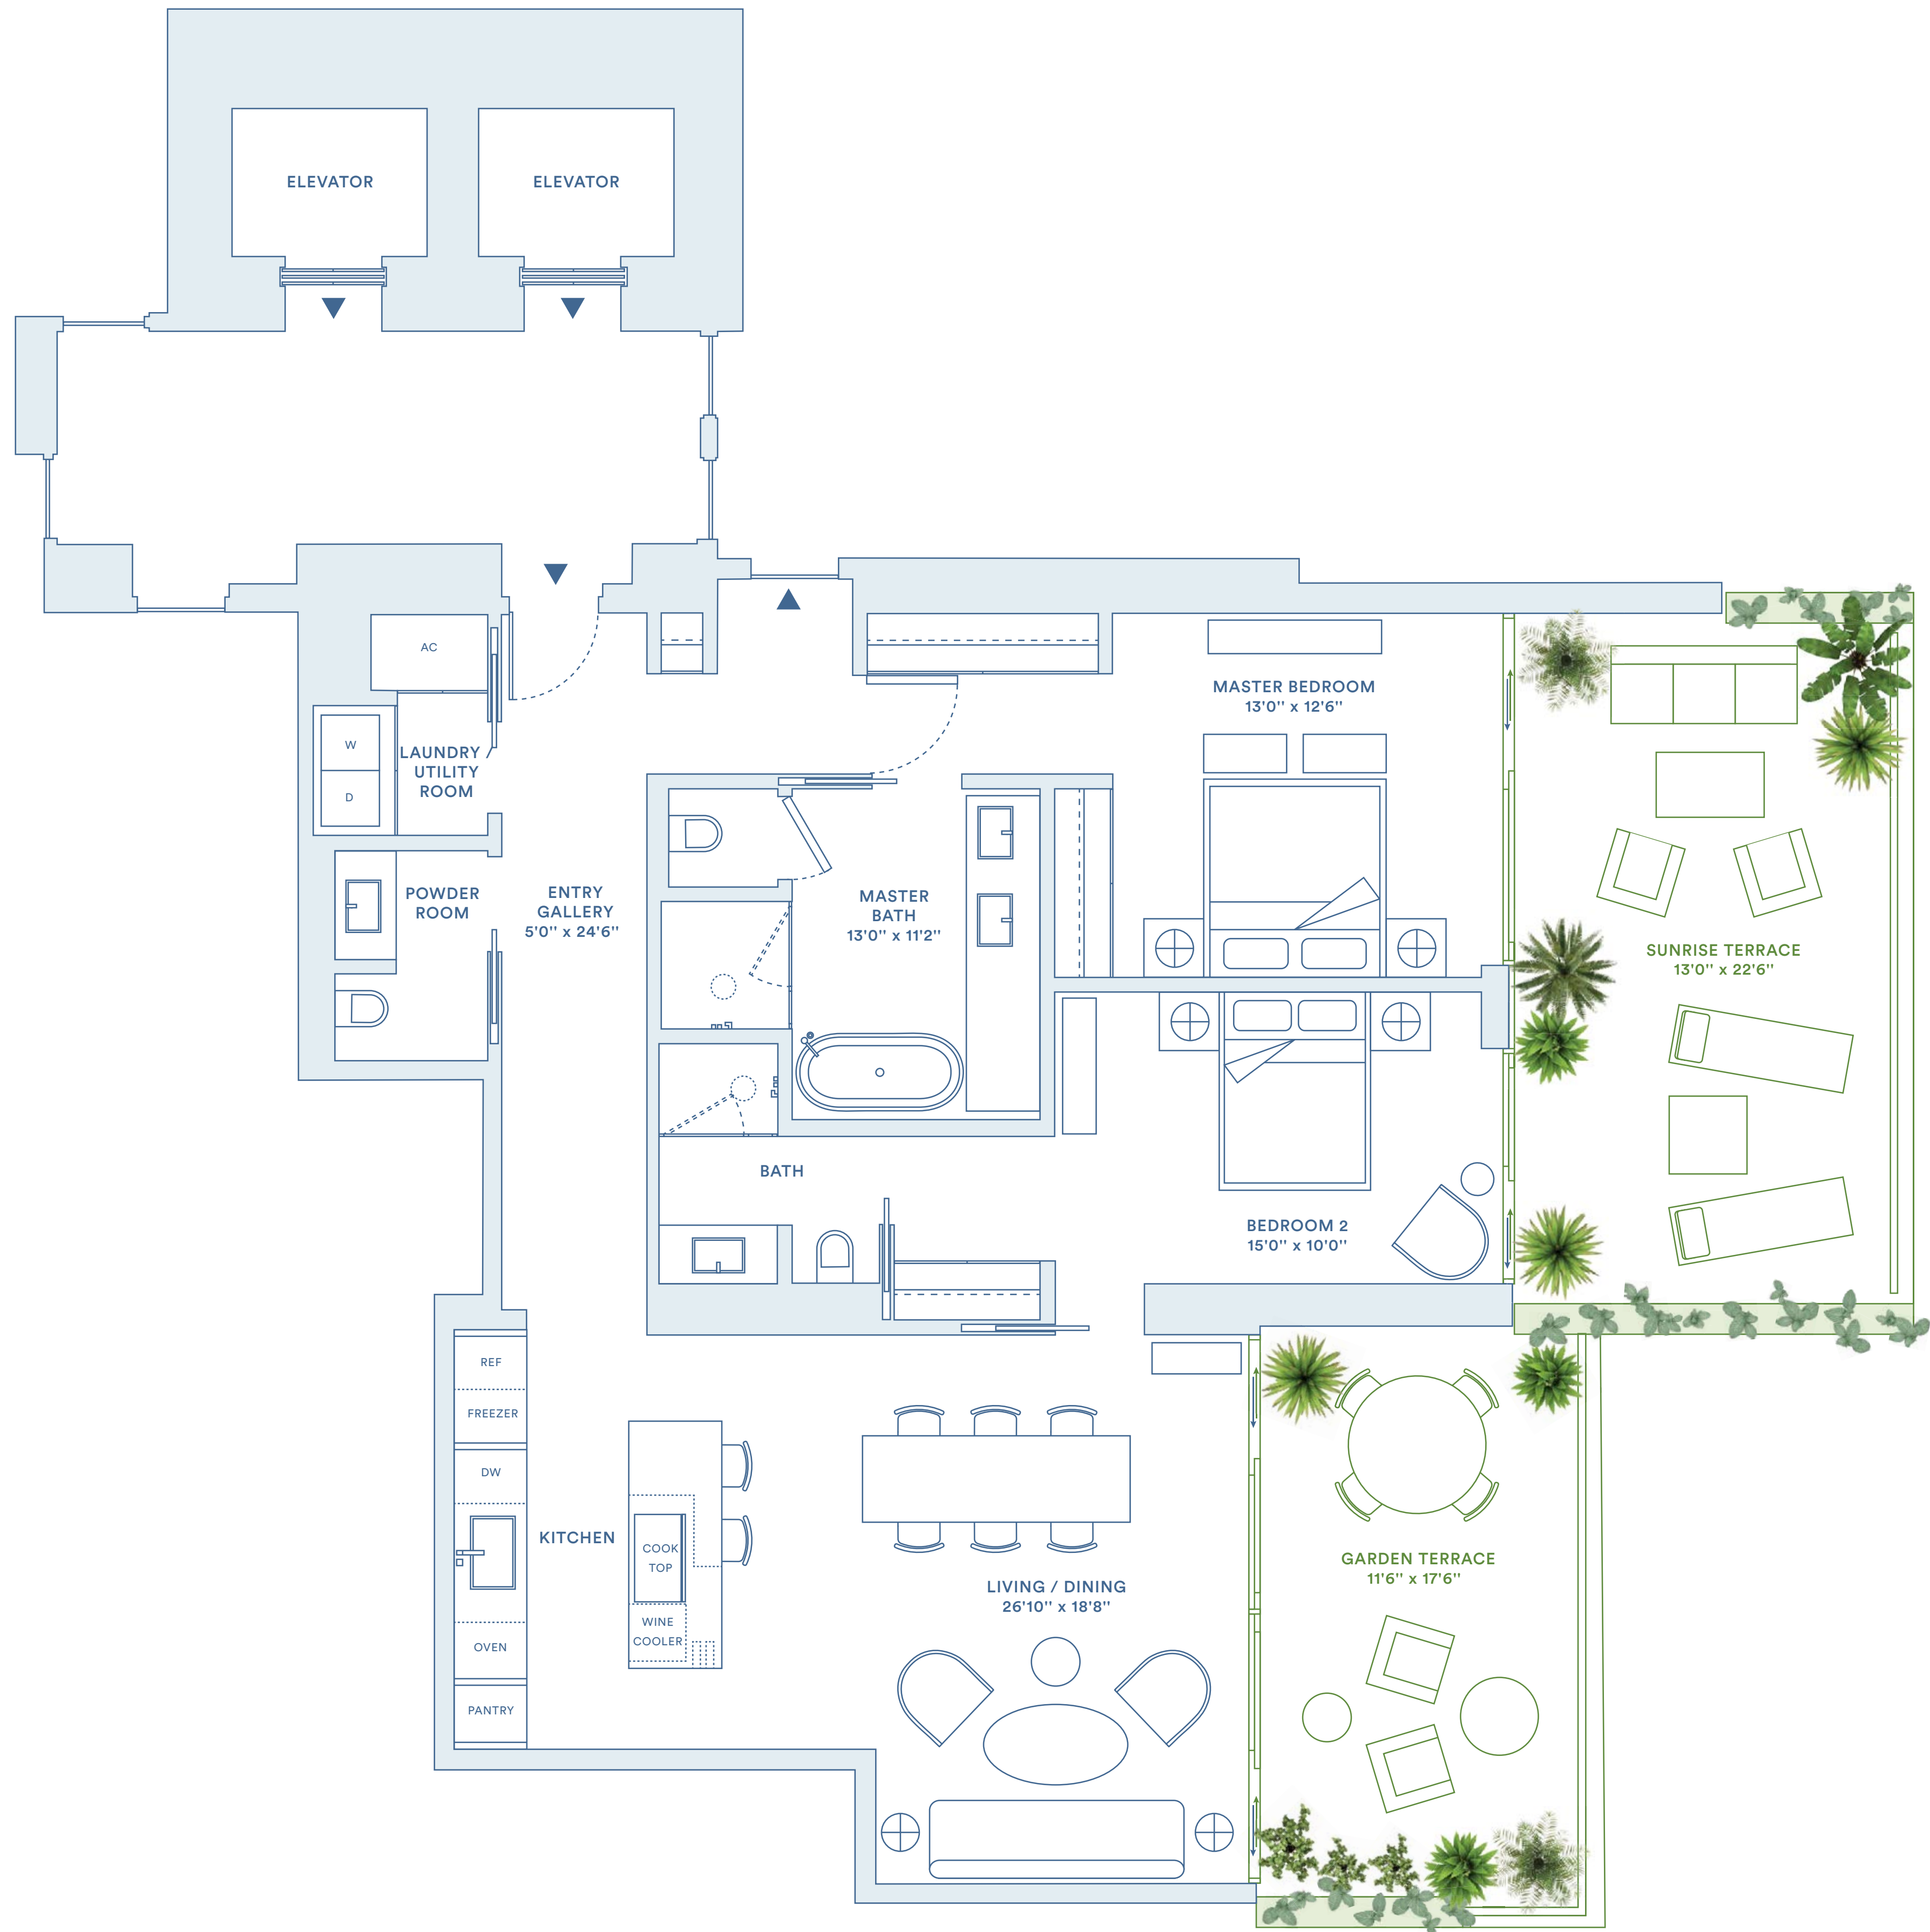 ELEVATOR
ELEVATOR
AC
W
D
LAUNDRY /
UTILITY
ROOM
POWDER
ROOM
ENTRY
GALLERY
5'0'' x 24'6''
MASTER
BATH
13'0'' x 11'2''
MASTER BEDROOM
13'0'' x 12'6''
SUNRISE TERRACE
13'0'' x 22'6''
BATH
BEDROOM 2
15'0'' x 10'0''
REF
FREEZER
DW
OVEN
PANTRY
KITCHEN
COOK
TOP
WINE
COOLER
LIVING / DINING
26'10'' x 18'8''
GARDEN TERRACE
11'6'' x 17'6''